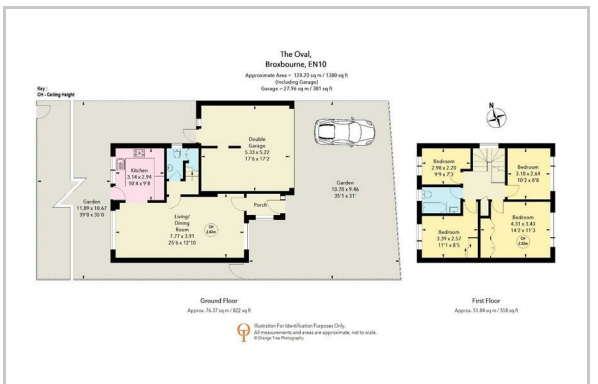 The Oval,
Broxbourne, EN10
Approximate Area = 128.20 sq m / 1380 sq ft
(Including Garage)
Garage = 27.96 sq m / 301 sq ft
Key :
CH - Ceiling Height
N
Double
Garage
5.33 x 5.22
17'6 x 17'2
Kitchen
3.14 x 2.94
10'4 x 9'8
Garden
11.89 x 10.67
39'0 x 35'0
Living/
Dining
Room
7.77 x 3.91
25'6 x 12'10
CH
Porch
Garden
10.70 x 9.46
35'1 x 31'
Bedroom
2.98 x 2.20
9'9 x 7'3
Bedroom
3.10 x 2.64
10'2 x 8'8
Bedroom
3.39 x 2.57
11'1 x 8'5
Bedroom
4.31 x 3.43
14'2 x 11'3
CH
Ground Floor
Approx. 76.37 sq m / 822 sq ft
First Floor
Approx. 51.84 sq m / 558 sq ft
Illustration For Identification Purposes Only.
All measurements and areas are approximate, not to scale.
© Orange Tree Photography.